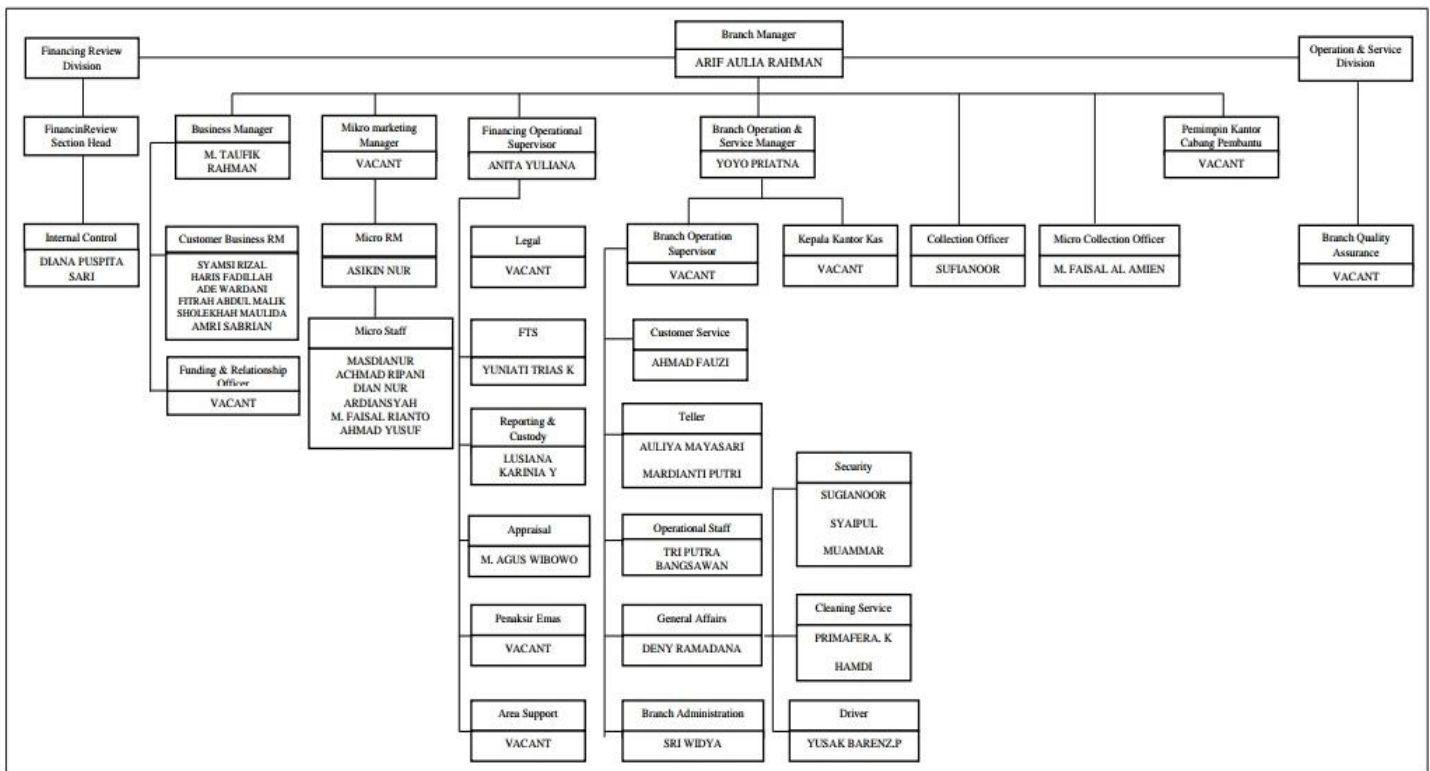 Branch Manager
ARIF AULIA RAHMAN
Financing Review
Division
Operation & Service
Division
FinancinReview
Section Head
Business Manager
M. TAUFIK
RAHMAN
Mikro marketing
Manager
VACANT
Financing Operational
Supervisor
ANITA YULIANA
Branch Operation &
Service Manager
YOYO PRIATNA
Pemimpin Kantor
Cabang Pembantu
VACANT
Internal Control
DIANA PUSPITA
SARI
Customer Business RM
SYAMSI RIZAL
HARIS FADILLAH
ADE WARDANI
FITRAH ABDUL MALIK
SHOLEKHAH MAULIDA
AMRI SABRIAN
Funding & Relationship
Officer
VACANT
Micro RM
ASIKIN NUR
Micro Staff
MASDIANUR
ACHMAD RIPANI
DIAN NUR
ARDIANSYAH
M. FAISAL RIANTO
AHMAD YUSUF
Legal
VACANT
FTS
YUNIATI TRIAS K
Reporting &
Custody
LUSIANA
KARINIA Y
Appraisal
M. AGUS WIBOWO
Penaksir Emas
VACANT
Area Support
VACANT
Branch Operation
Supervisor
VACANT
Kepala Kantor Kas
VACANT
Collection Officer
SUFIANOOR
Micro Collection Officer
M. FAISAL AL AMIEN
Branch Quality
Assurance
VACANT
Customer Service
AHMAD FAUZI
Teller
AULIYA MAYASARI
MARDIANTI PUTRI
Operational Staff
TRI PUTRA
BANGSAWAN
General Affairs
DENY RAMADANA
Branch Administration
SRI WIDYA
Security
SUGIANOOR
SYAIPUL
MUAMMAR
Cleaning Service
PRIMAFERA. K
HAMDI
Driver
YUSAK BARENZ.P